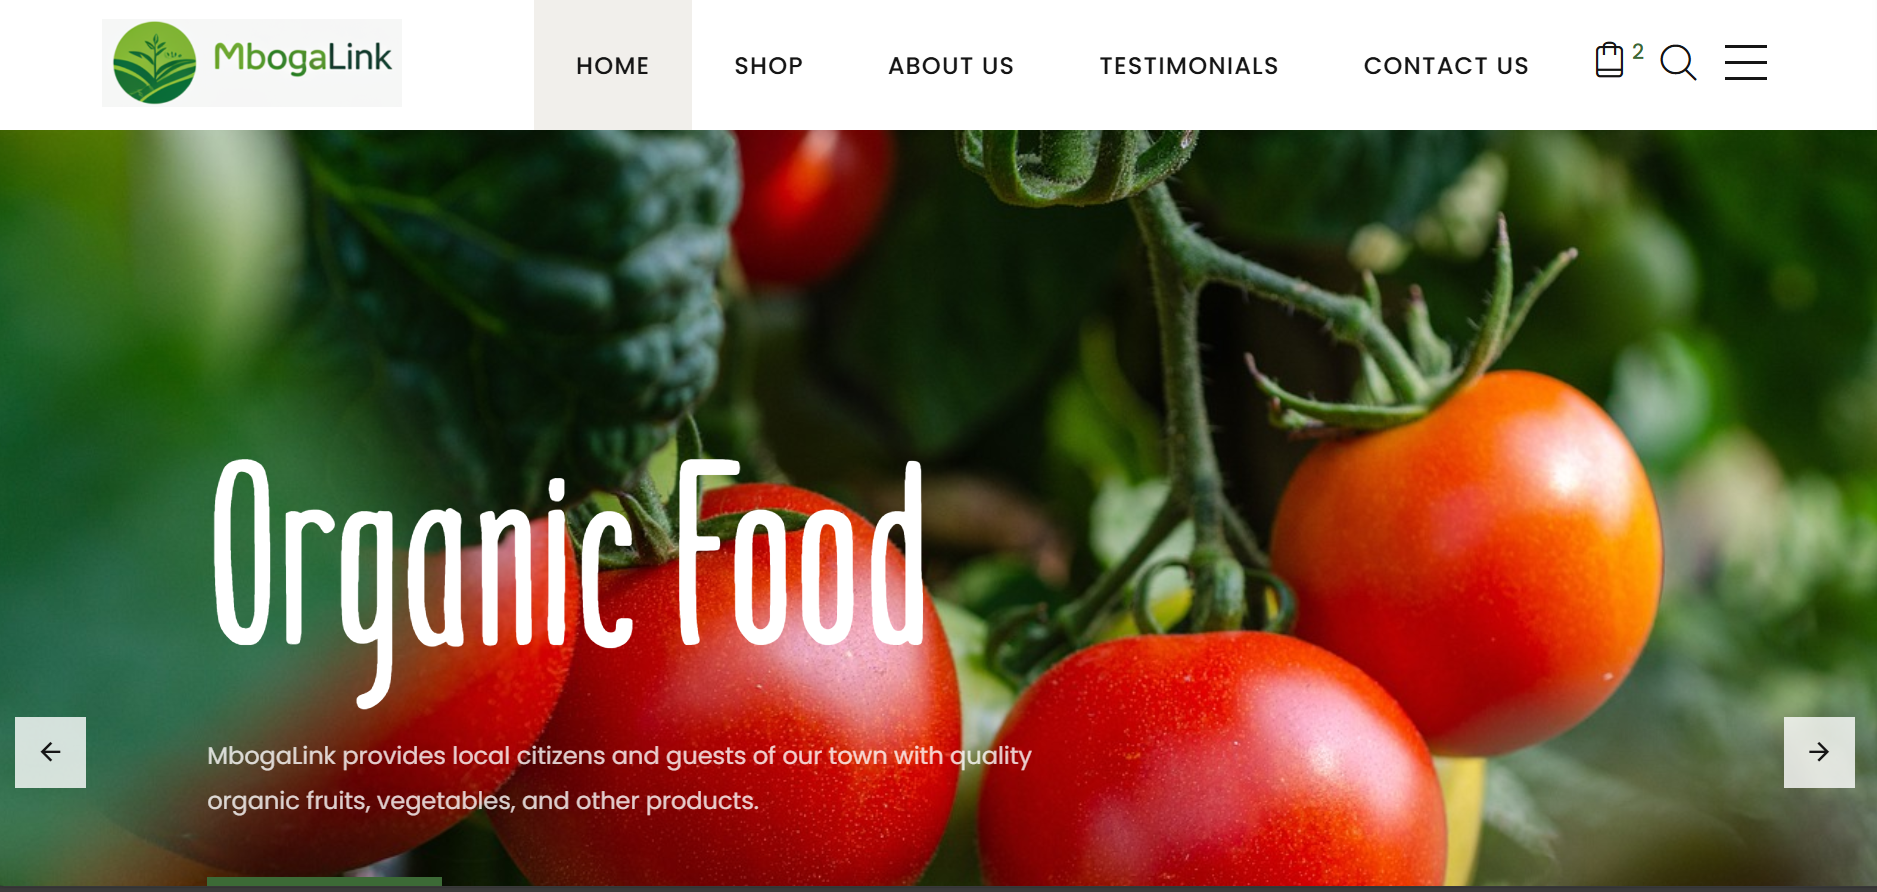 MbogaLink
HOME
SHOP
ABOUT US
TESTIMONIALS
CONTACT US
2
Organic Food
MbogaLink provides local citizens and guests of our town with quality
organic fruits, vegetables, and other products.